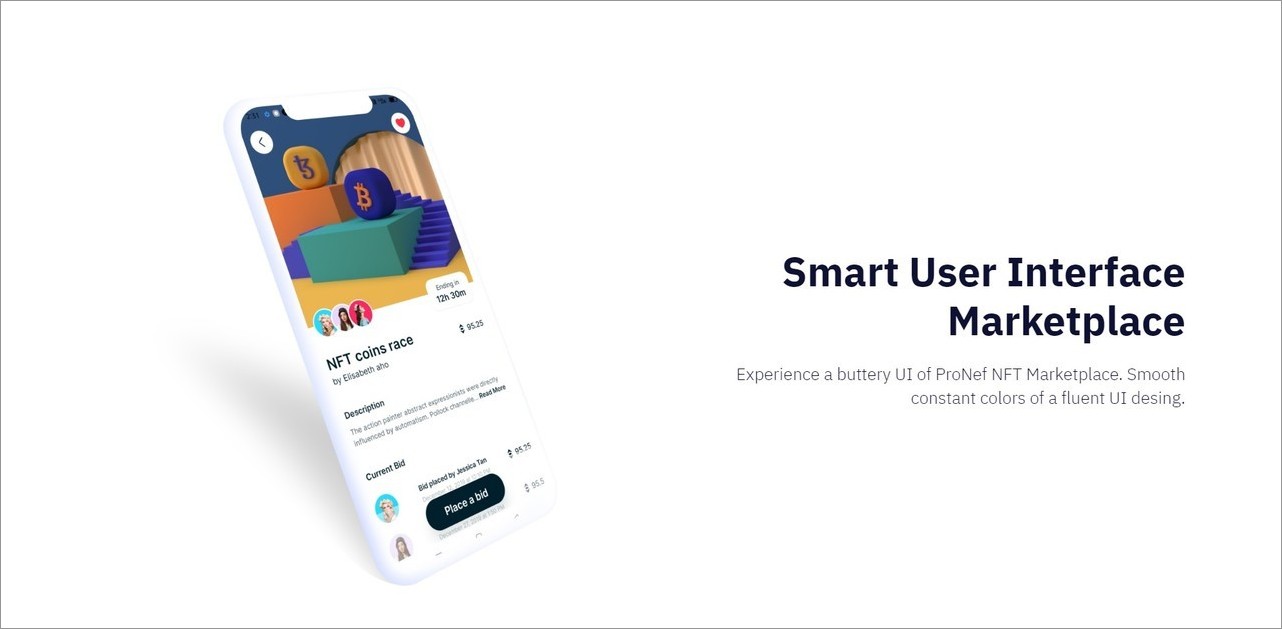 2:51
Ending in
12h 30m
95.25
NFT coins race
by Elisabeth aho
Description
The action painter abstract expressionists were directly
influenced by automatism. Pollock channelle... Read More
Current Bid
Bid placed by Jessica Tan
95.25
Place a bid
95.5
Smart User Interface
Marketplace
Experience a buttery UI of ProNef NFT Marketplace. Smooth
constant colors of a fluent UI desing.